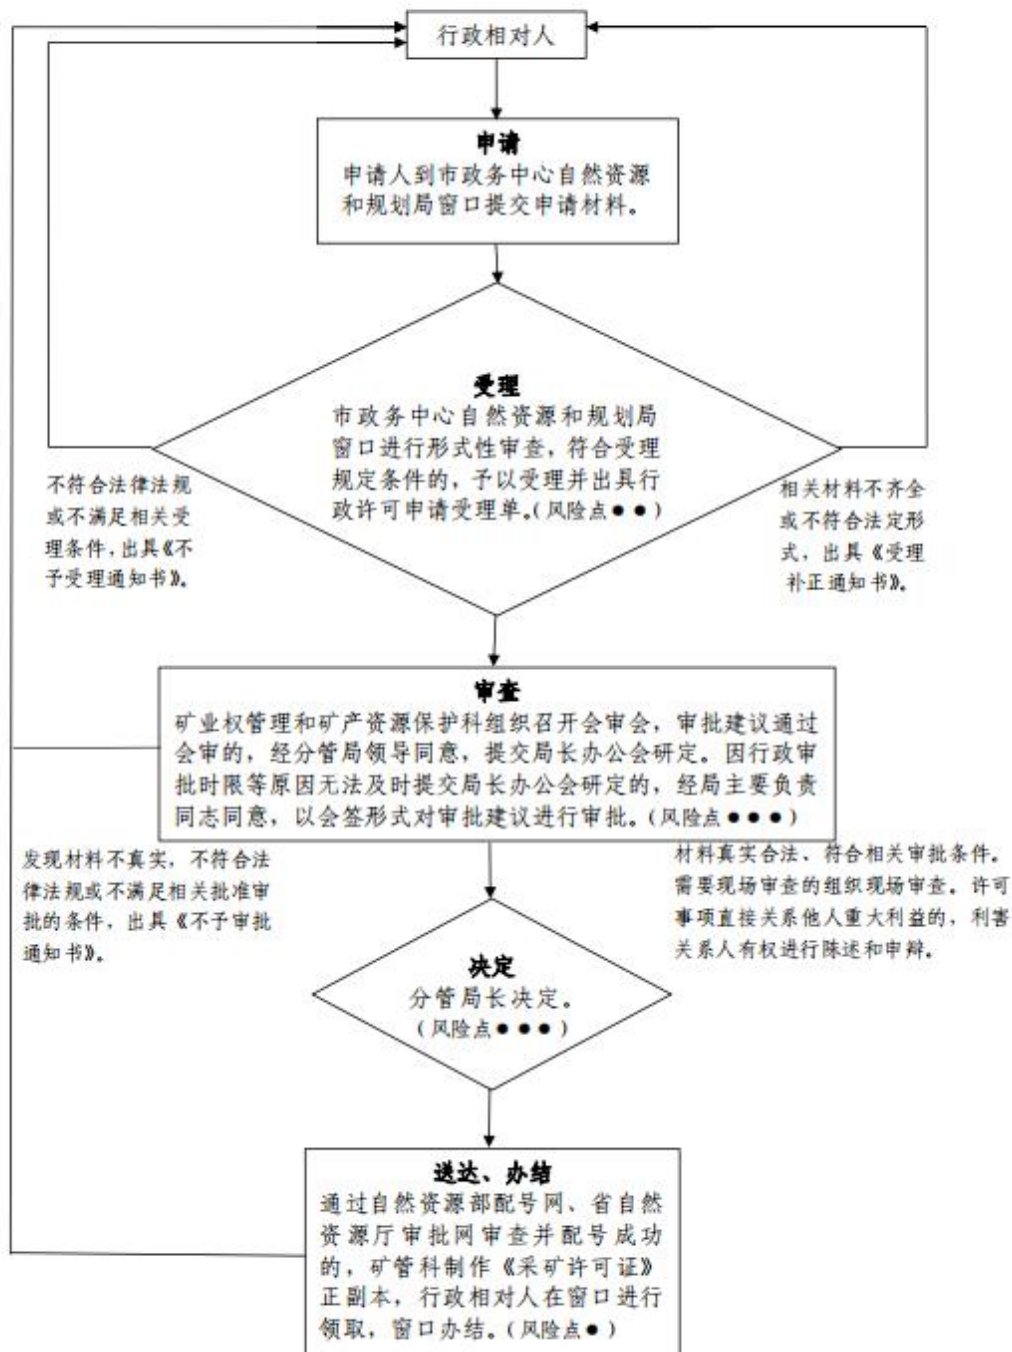 行政相对人
申请
申请人到市政务中心自然资源
和规划局窗口提交申请材料。
受理
市政务中心自然资源和规划局
窗口进行形式性审查，符合受理
规定条件的，予以受理并出具行
政许可申请受理单。（风险点●●）
不符合法律法规
或不满足相关受
理条件，出具《不
予受理通知书》。
相关材料不齐全
或不符合法定形
式，出具《受理
补正通知书》。
审查
矿业权管理和矿产资源保护科组织召开会审会，审批建议通过
会审的，经分管局领导同意，提交局长办公会研定。因行政审
批时限等原因无法及时提交局长办公会研定的，经局主要负责
同志同意，以会签形式对审批建议进行审批。（风险点●●●）
发现材料不真实，不符合法
律法规或不满足相关批准审
批的条件，出具《不予审批
通知书》。
材料真实合法、符合相关审批条件。
需要现场审查的组织现场审查。许可
事项直接关系他人重大利益的，利害
关系人有权进行陈述和申辩。
决定
分管局长决定。
（风险点●●●）
送达、办结
通过自然资源部配号网、省自然
资源厅审批网审查并配号成功
的，矿管科制作《采矿许可证》
正副本，行政相对人在窗口进行
领取，窗口办结。（风险点●）